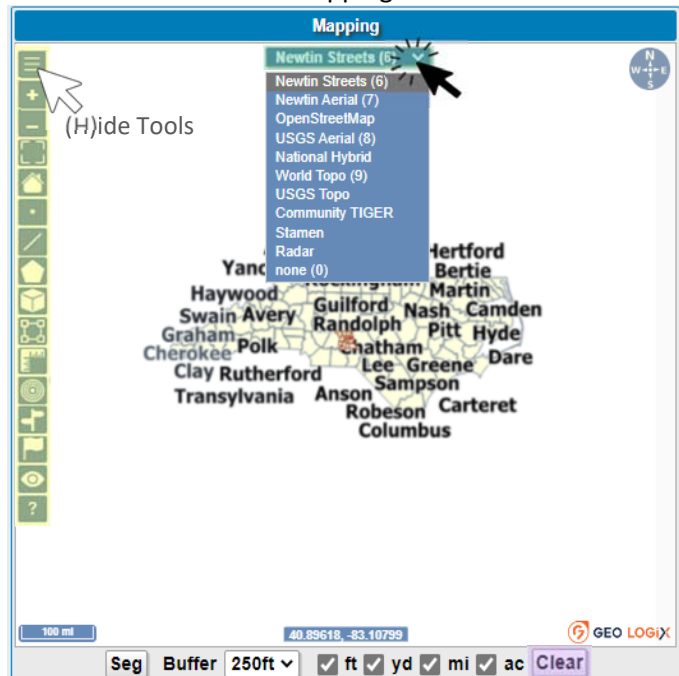 Mapping
Newtin Streets (6)
N
W E
S
Newtin Streets (6)
Newtin Aerial (7)
(H)ide Tools
OpenStreetMap
USGS Aerial (8)
National Hybrid
World Topo (9)
USGS Topo
Community TIGER
Stamen
Radar
none (0)
Hertford
Bertie
Haywood
Martin
Guilford Nash Camden
Swain Avery
Randolph Pitt Hyde
Graham
Cherokee Polk
Chatham
Dare
Clay Rutherford
Lee Greene
Sampson
Transylvania
Anson
Carteret
Robeson
Columbus
?
100 mi
40.89618, -83.10799
GEO LOGIX
Seg Buffer 250ft ft yd mi ac Clear